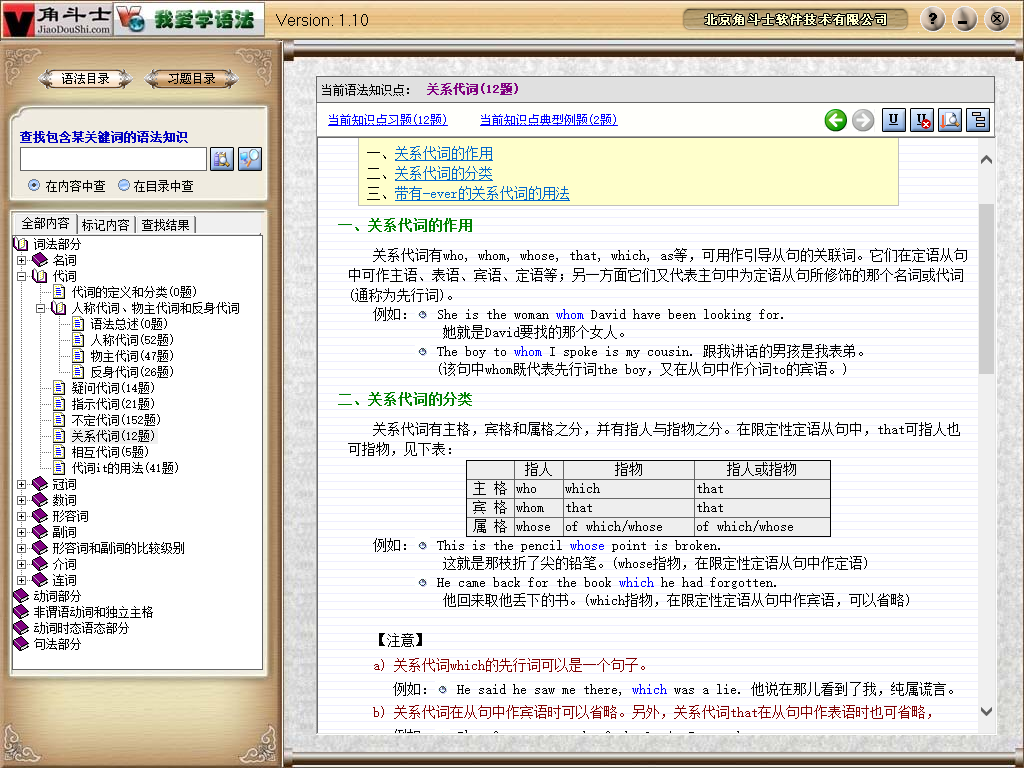 角斗士
JiaoDouShi.com
我爱学语法
Version: 1.10
北京角斗士软件技术有限公司
语法目录
习题目录
查找包含某关键词的语法知识
在内容中查
在目录中查
全部内容
标记内容
查找结果
词法部分
名词
代词
代词的定义和分类(0题)
人称代词、物主代词和反身代词
语法总述(0题)
人称代词(52题)
物主代词(47题)
反身代词(26题)
疑问代词(14题)
指示代词(21题)
不定代词(152题)
关系代词(12题)
相互代词(5题)
代词it的用法(41题)
冠词
数词
形容词
副词
形容词和副词的比较级别
介词
连词
动词部分
非谓语动词和独立主格
动词时态语态部分
句法部分
当前语法知识点： 关系代词(12题)
当前知识点习题(12题)
当前知识点典型例题(2题)
一、关系代词的作用
二、关系代词的分类
三、带有-ever的关系代词的用法
一、关系代词的作用
关系代词有who, whom, whose, that, which, as等，可用作引导从句的关联词。它们在定语从句
中可作主语、表语、宾语、定语等；另一方面它们又代表主句中为定语从句所修饰的那个名词或代词
(通称为先行词)。
例如： She is the woman whom David have been looking for.
她就是David要找的那个女人。
The boy to whom I spoke is my cousin. 跟我讲话的男孩是我表弟。
(该句中whom既代表先行词the boy，又在从句中作介词to的宾语。)
二、关系代词的分类
关系代词有主格，宾格和属格之分，并有指人与指物之分。在限定性定语从句中，that可指人也
可指物，见下表：
指人 指物 指人或指物
主 格 who which that
宾 格 whom that that
属 格 whose of which/whose of which/whose
例如： This is the pencil whose point is broken.
这就是那枝折了尖的铅笔。(whose指物，在限定性定语从句中作定语)
He came back for the book which he had forgotten.
他回来取他丢下的书。(which指物，在限定性定语从句中作宾语，可以省略)
【注意】
a) 关系代词which的先行词可以是一个句子。
例如： He said he saw me there, which was a lie. 他说在那儿看到了我，纯属谎言。
b) 关系代词在从句中作宾语时可以省略。另外，关系代词that在从句中作表语时也可省略，